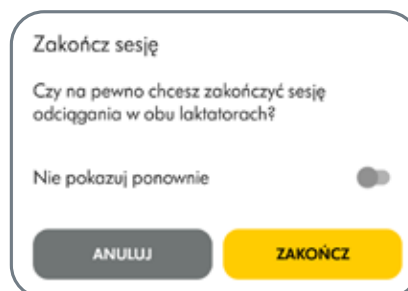 Zakończ sesję
Czy na pewno chcesz zakończyć sesję
odciągania w obu laktatorach?
Nie pokazuj ponownie
ANULUJ
ZAKOŃCZ